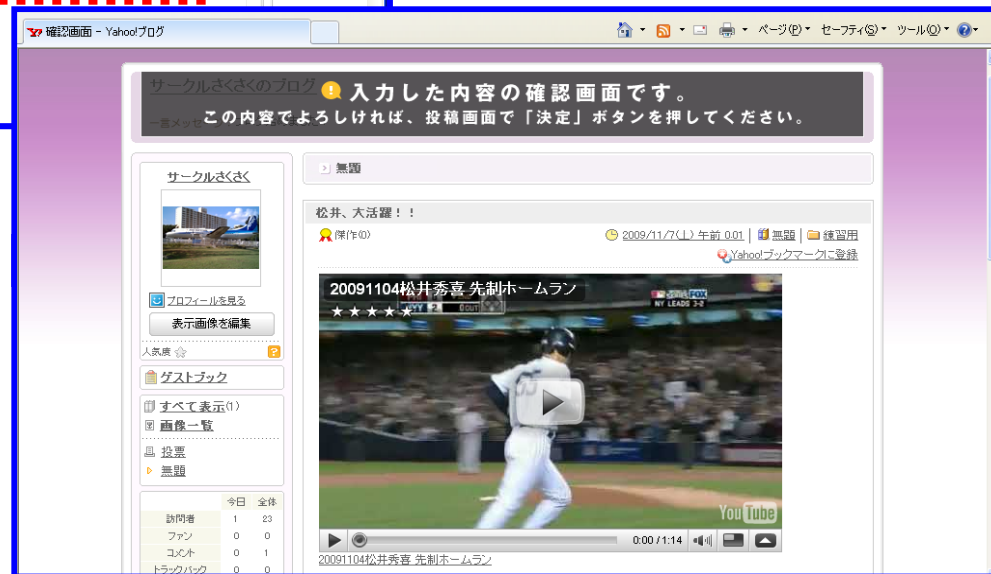 確認画面 - Yahoo!ブログ
ページ(P) セーフティ(S) ツール(O)
サークルさくさくのブログ
入力した内容の確認画面です。
この内容でよろしければ、投稿画面で「決定」ボタンを押してください。
サークルさくさく
プロフィールを見る
表示画像を編集
人気度
ゲストブック
すべて表示(1)
画像一覧
投票
無題
今日 全体
訪問者 1 23
ファン 0 0
コメント 0 1
トラックバック 0 0
無題
松井、大活躍！！
傑作(0)
2009/11/7(土) 午前 0:01 無題 練習用
Yahoo!ブックマークに登録
20091104松井秀喜 先制ホームラン
FOX
NY LEADS 3-2
NYY 2 0 OUT
55
You Tube
0:00 / 1:14
20091104松井秀喜 先制ホームラン